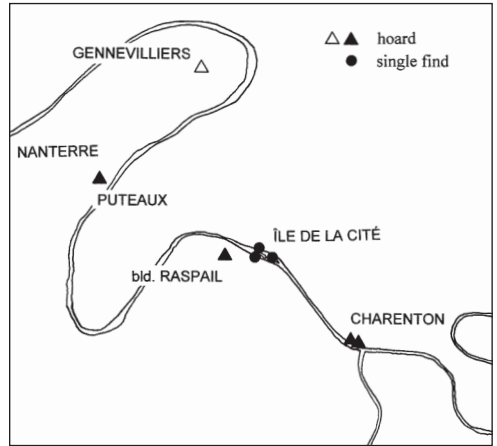 GENNEVILLIERS
hoard
single find
NANTERRE
PUTEAUX
ÎLE DE LA CITÉ
bld. RASPAIL
CHARENTON